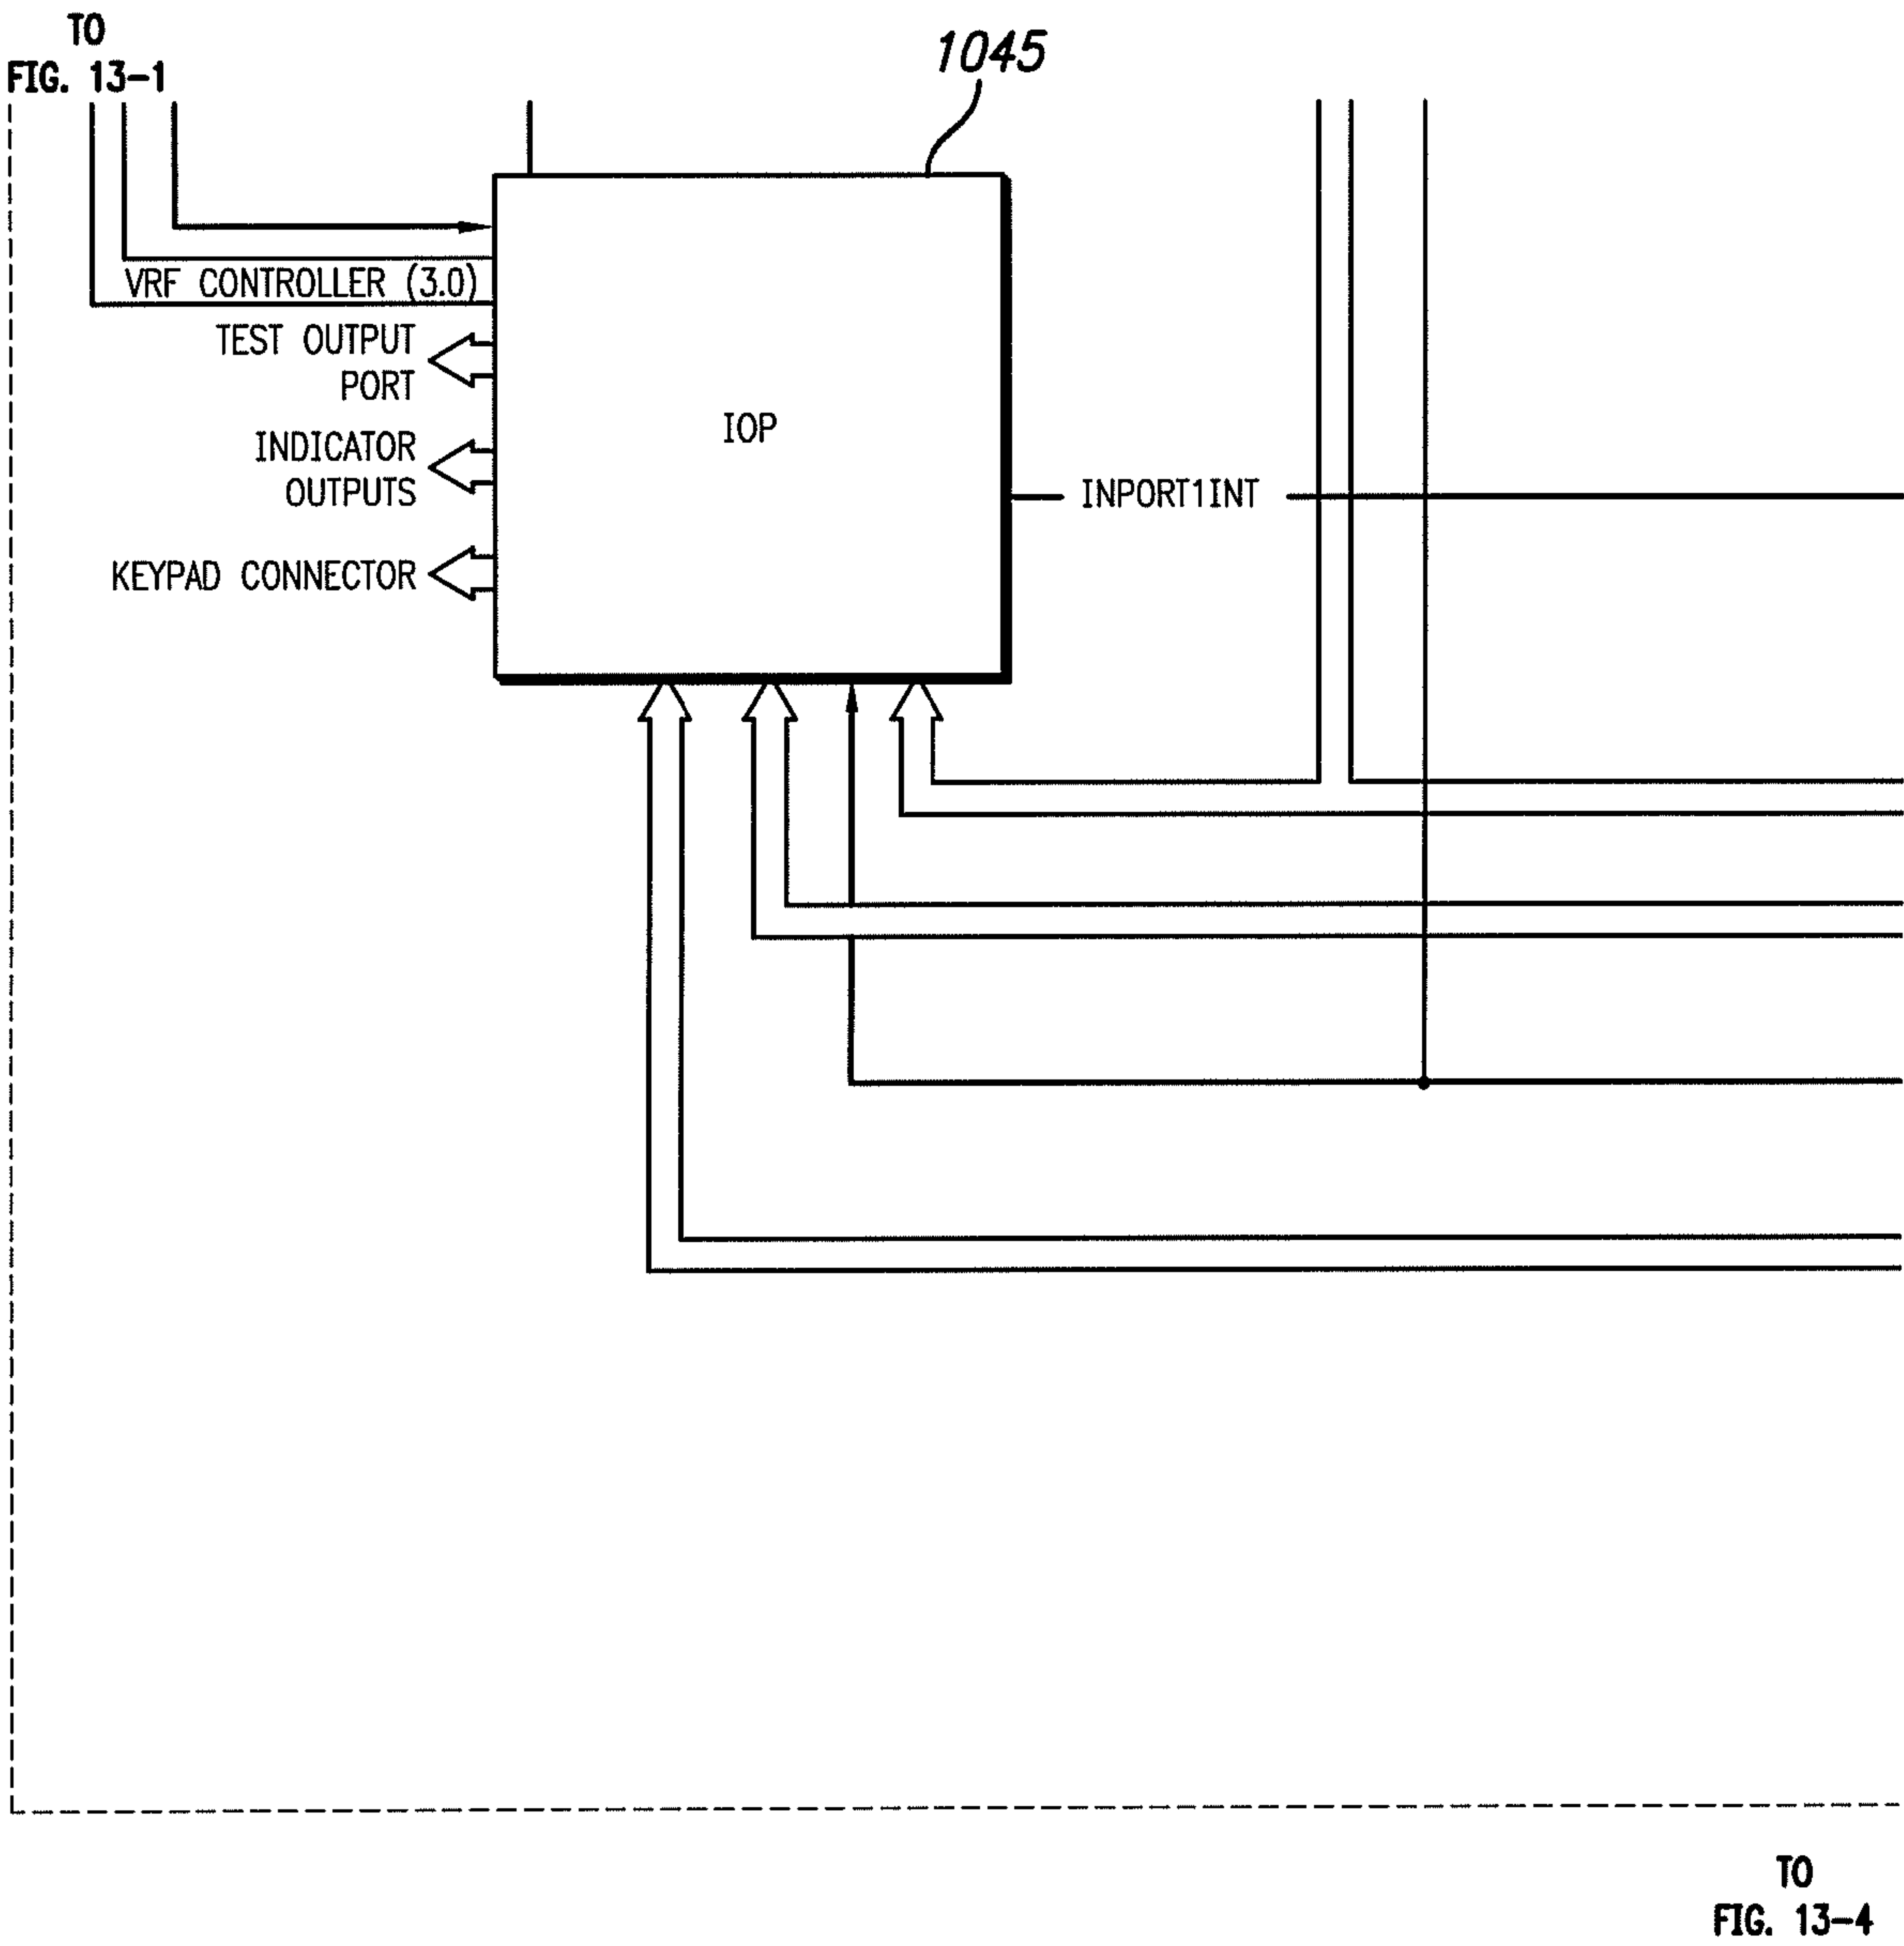 TO
FIG. 13-1
1045
VRF CONTROLLER (3.0)
TEST OUTPUT
PORT
IOP
INDICATOR
OUTPUTS
INPORT1INT
KEYPAD CONNECTOR
TO
FIG. 13-4